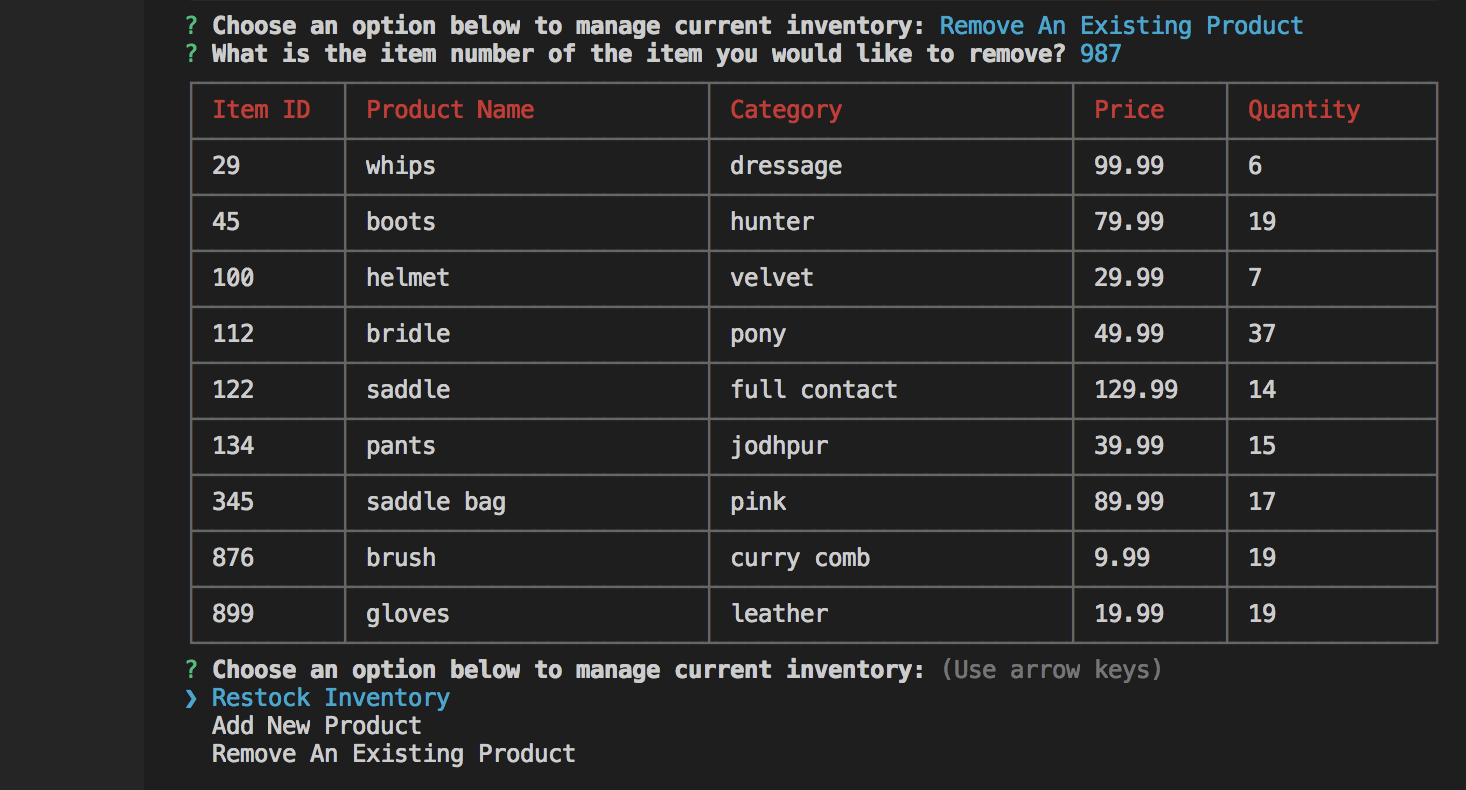 ? Choose an option below to manage current inventory: Remove An Existing Product
? What is the item number of the item you would like to remove? 987
Item ID Product Name Category Price Quantity
29 whips dressage 99.99 6
45 boots hunter 79.99 19
100 helmet velvet 29.99 7
112 bridle pony 49.99 37
122 saddle full contact 129.99 14
134 pants jodhpur 39.99 15
345 saddle bag pink 89.99 17
876 brush curry comb 9.99 19
899 gloves leather 19.99 19
? Choose an option below to manage current inventory: (Use arrow keys)
❯ Restock Inventory
Add New Product
Remove An Existing Product